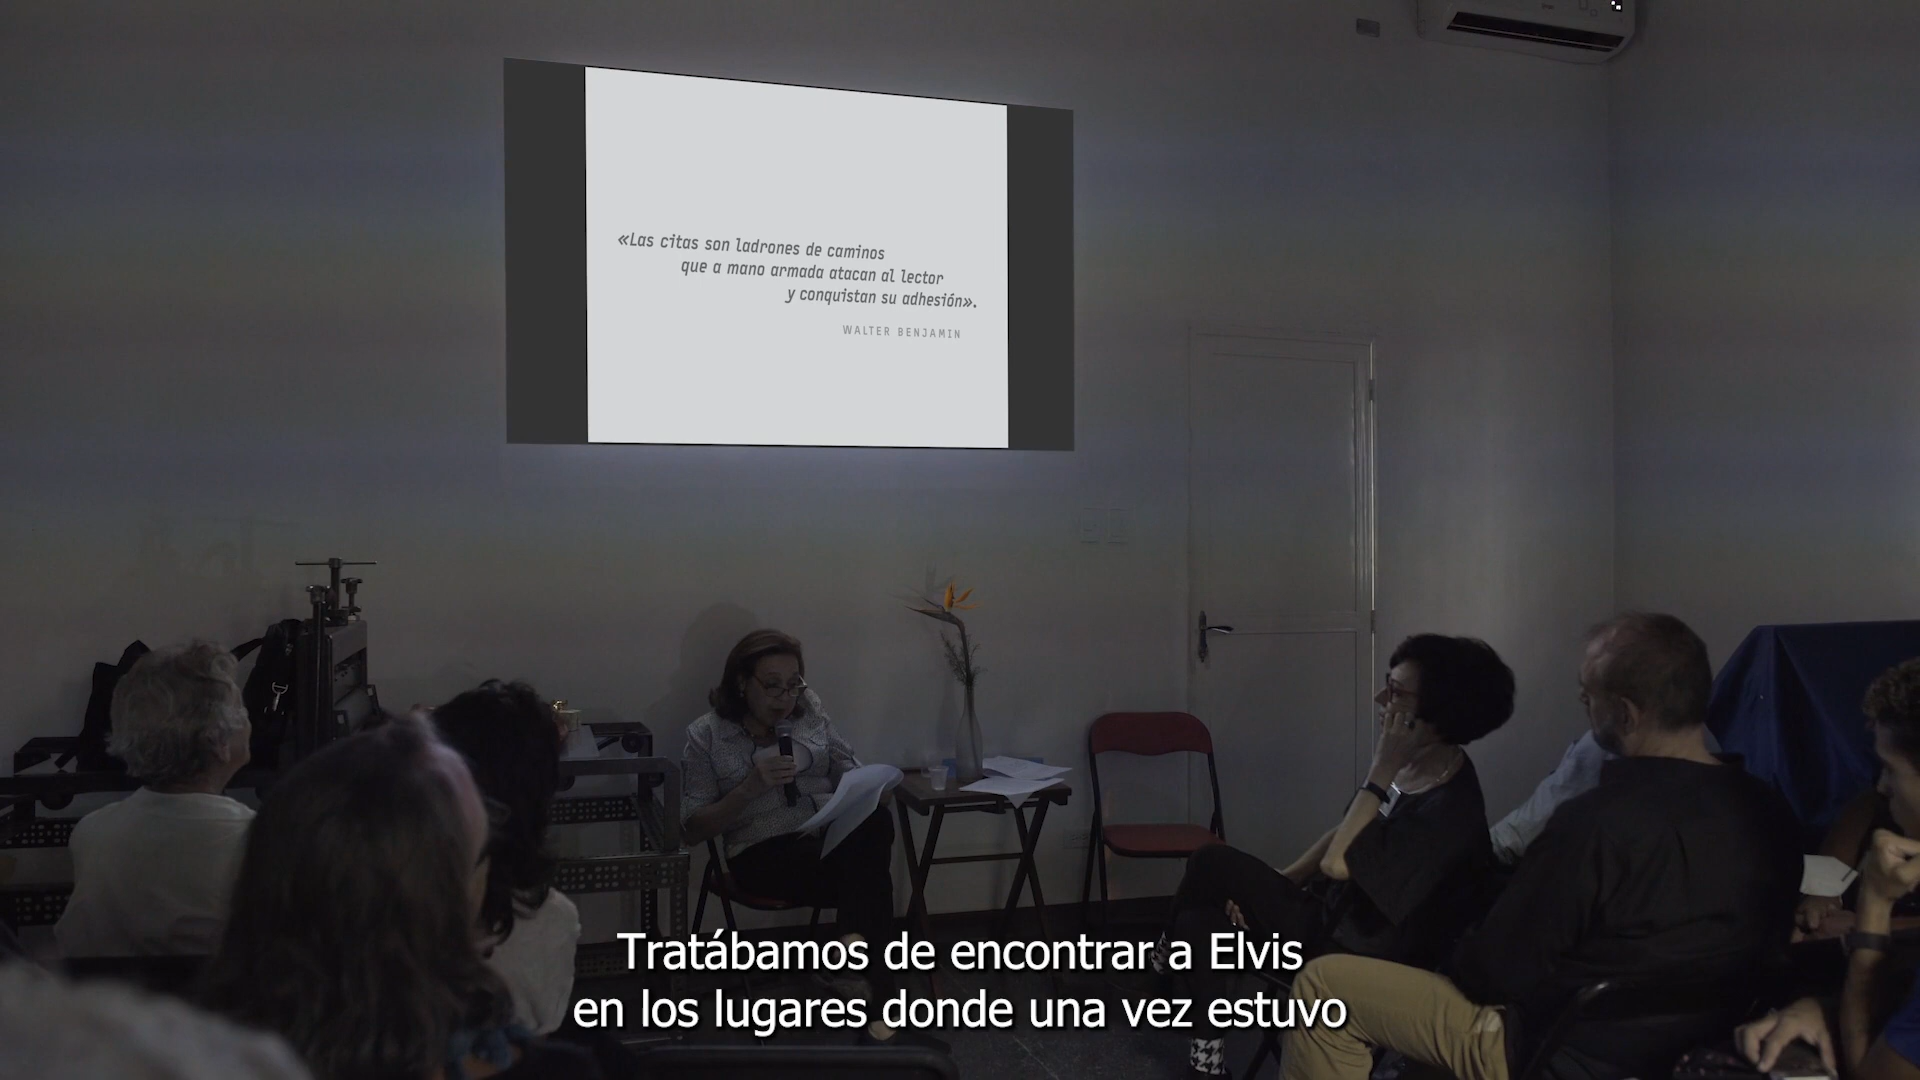 «Las citas son ladrones de caminos
que a mano armada atacan al lector
y conquistan su adhesión».
WALTER BENJAMIN
Tratábamos de encontrar a Elvis
en los lugares donde una vez estuvo